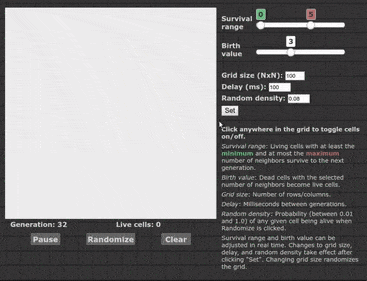 Survival
range
0
5
Birth
value
3
Grid size (NxN): 100
Delay (ms): 100
Random density: 0.08
Set
Click anywhere in the grid to toggle cells
on/off.
Survival range: Living cells with at least the
minimum and at most the maximum
number of neighbors survive to the next
generation.
Birth value: Dead cells with the selected
number of neighbors become live cells.
Grid size: Number of rows/columns.
Delay: Milliseconds between generations.
Random density: Probability (between 0.01
and 1.0) of any given cell being alive when
Randomize is clicked.
Survival range and birth value can be
adjusted in real time. Changes to grid size,
delay, and random density take effect after
clicking "Set". Changing grid size randomizes
the grid.
Generation: 32
Live cells: 0
Pause
Randomize
Clear